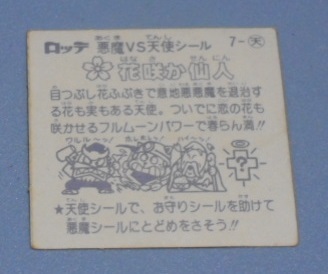 ロッテ 悪魔VS天使シール 7-天
花咲か仙人
目つぶし花ふぶきで意地悪悪魔を退治す
る花も実もある天使。ついでに恋の花も
咲かせるフルムーンパワーで春らん満!!
★天使シールで、お守りシールを助けて
悪魔シールにとどめをさそう!!